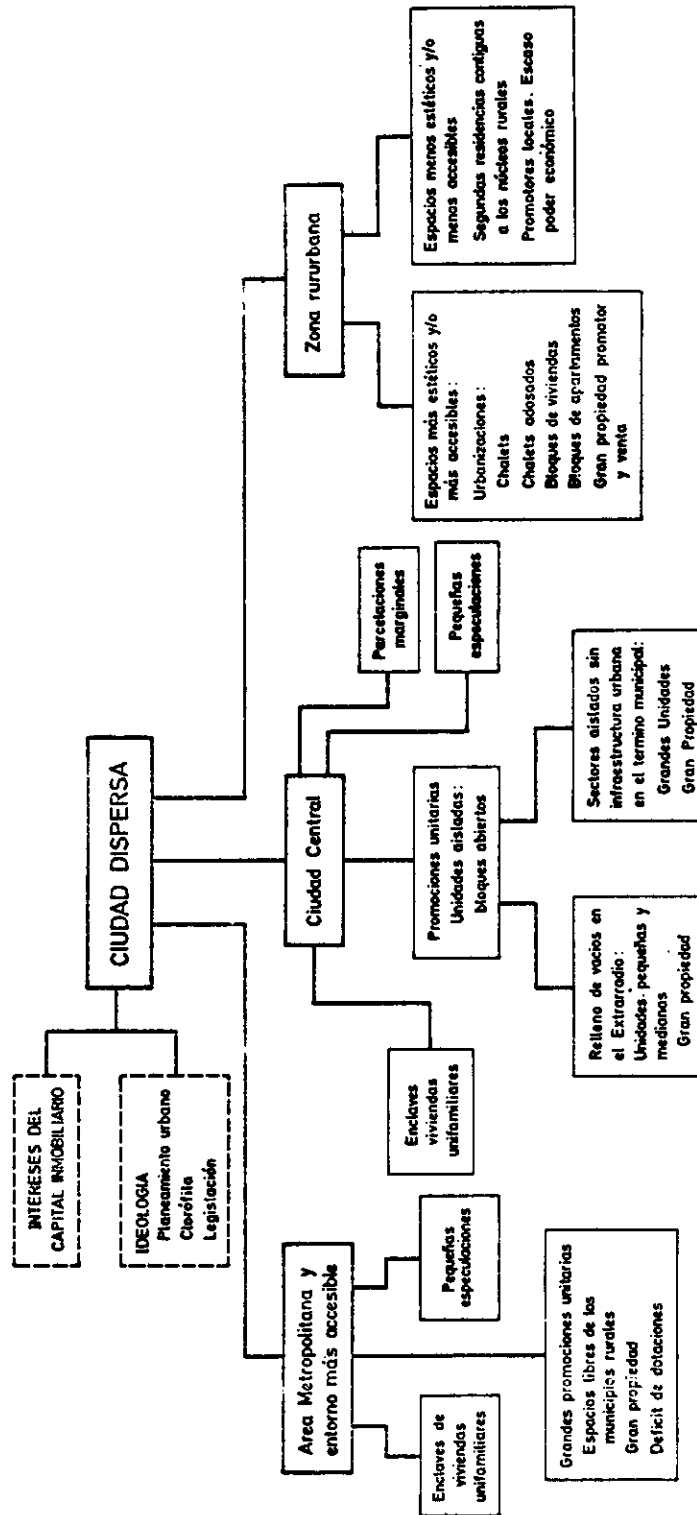 CIUDAD DISPERSA
INTERESES DEL
CAPITAL INMOBILIARIO
IDEOLOGIA
Planeamiento urbano
Clorófila
Legislación
Area Metropolitana y
entorno más accesible
Enclaves de
viviendas
unifamiliares
Pequeñas
especulaciones
Grandes promociones unitarias
Espacios libres de los
municipios rurales
Gran propiedad
Deficit de dotaciones
Ciudad Central
Enclaves
viviendas
unifamiliares
Promociones unitarias
Unidades aisladas:
bloques abiertos
Parcelaciones
marginales
Pequeñas
especulaciones
Relleno de vacios en
el Extrarradio:
Unidades: pequeñas y
medianas
Gran propiedad
Sectores aislados sin
infraestructura urbana
en el termino municipal:
Grandes Unidades
Gran Propiedad
Zona rururbana
Espacios más estéticos y/o
más accesibles:
Urbanizaciones:
Chalets
Chalets adosados
Bloques de viviendas
Bloques de apartamentos
Gran propiedad promotor
y venta
Espacios menos estéticos y/o
menos accesibles
Segundas residencias contiguas
a los núcleos rurales
Promotores locales. Escaso
poder económico